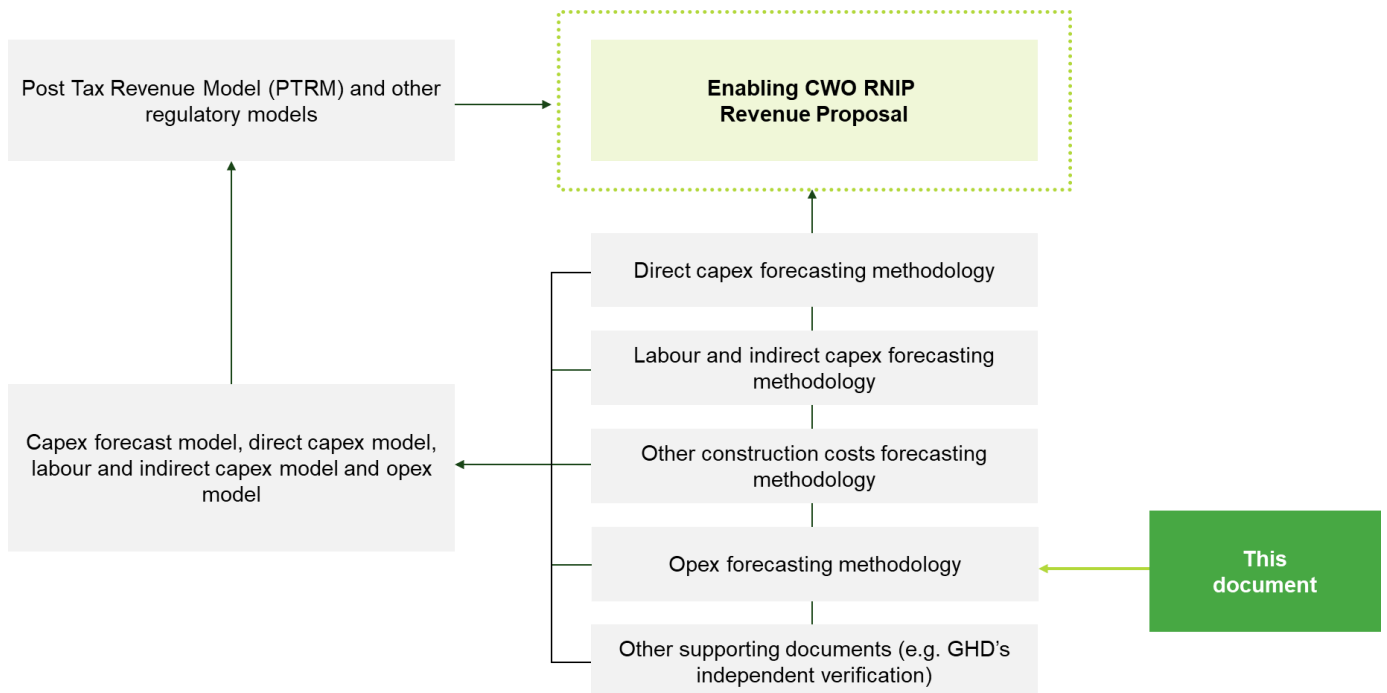 Post Tax Revenue Model (PTRM) and other
regulatory models
Enabling CWO RNIP
Revenue Proposal
Direct capex forecasting methodology
Labour and indirect capex forecasting
methodology
Capex forecast model, direct capex model,
labour and indirect capex model and opex
model
Other construction costs forecasting
methodology
Opex forecasting methodology
This
document
Other supporting documents (e.g. GHD’s
independent verification)